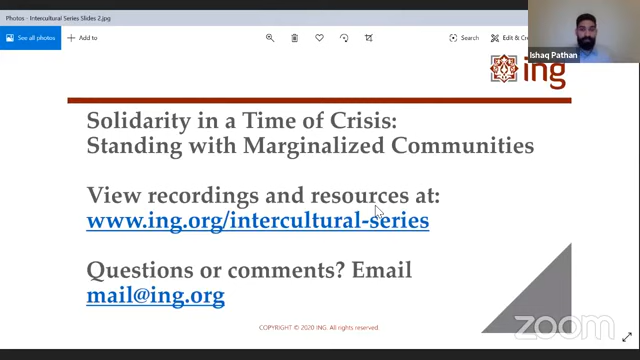 Photos - Intercultural Series Slides 2.jpg
See all photos
Add to
Search
Edit & Cre
Ishaq Pathan
ing
Solidarity in a Time of Crisis:
Standing with Marginalized Communities
View recordings and resources at:
www.ing.org/intercultural-series
Questions or comments? Email
mail@ing.org
COPYRIGHT © 2020 ING. All rights reserved.
zoom